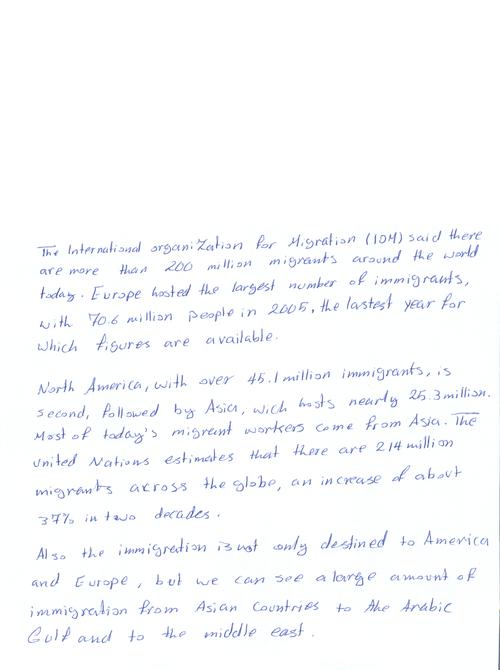 The International organiZation for Migration (IOM) said there
are more than 200 million migrants around the world
today. Europe hosted the largest number of immigrants,
with 70.6 million people in 2005, the lastest year for
which figures are available.
North America, with over 45.1 million immigrants, is
second, followed by Asia, wich hosts nearly 25.3 million.
Most of today's migrant workers come from Asia. The
United Nations estimates that there are 214 million
migrants across the globe, an increase of about
37% in two decades.
Also the immigration is not only destined to America
and Europe, but we can see a large amount of
immigration from Asian Countries to the Arabic
Gulf and to the middle east.